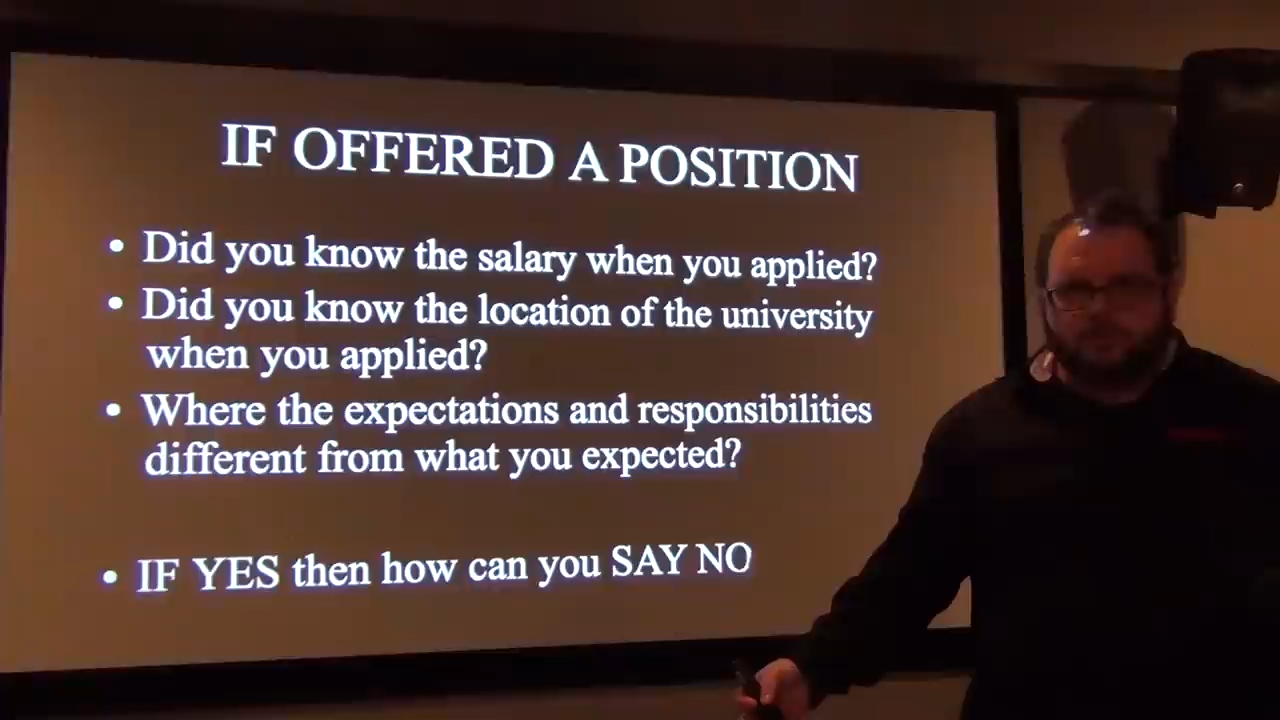 IF OFFERED A POSITION
• Did you know the salary when you applied?
• Did you know the location of the university
when you applied?
• Where the expectations and responsibilities
different from what you expected?
• IF YES then how can you SAY NO